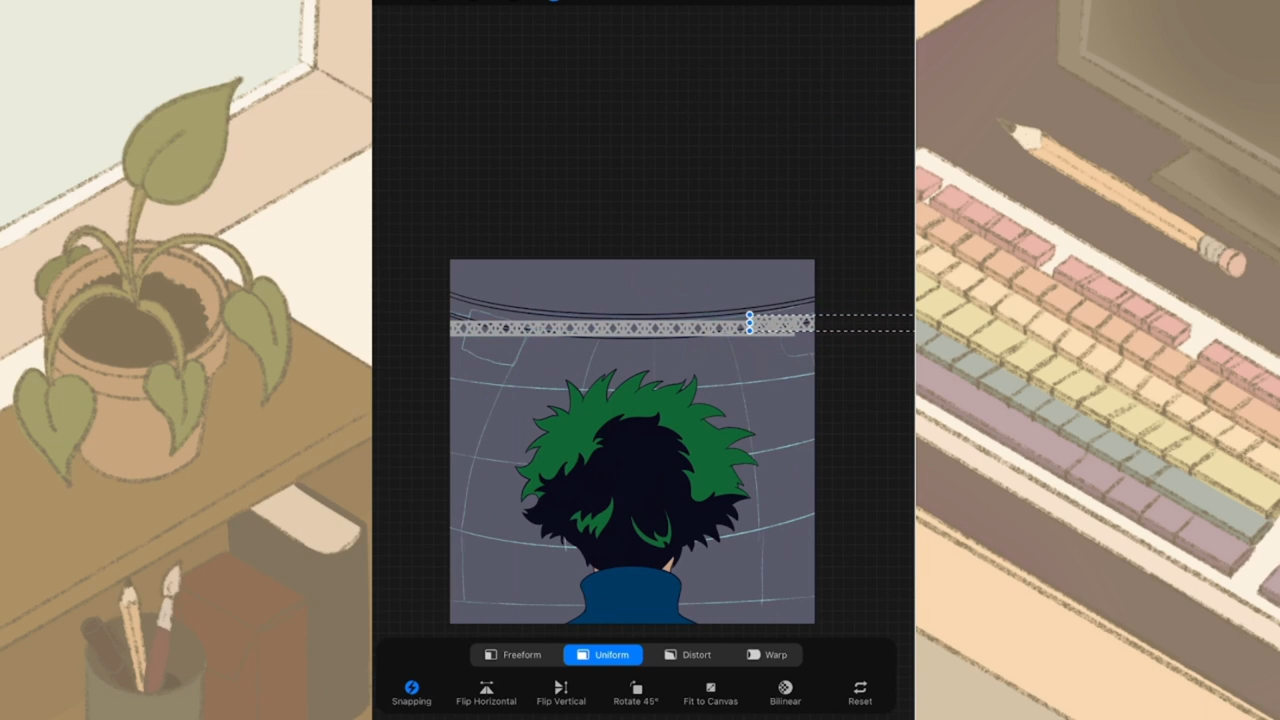 Freeform Uniform Distort Warp
Snapping Flip Horizontal Flip Vertical Rotate 45° Fit to Canvas Bilinear Reset